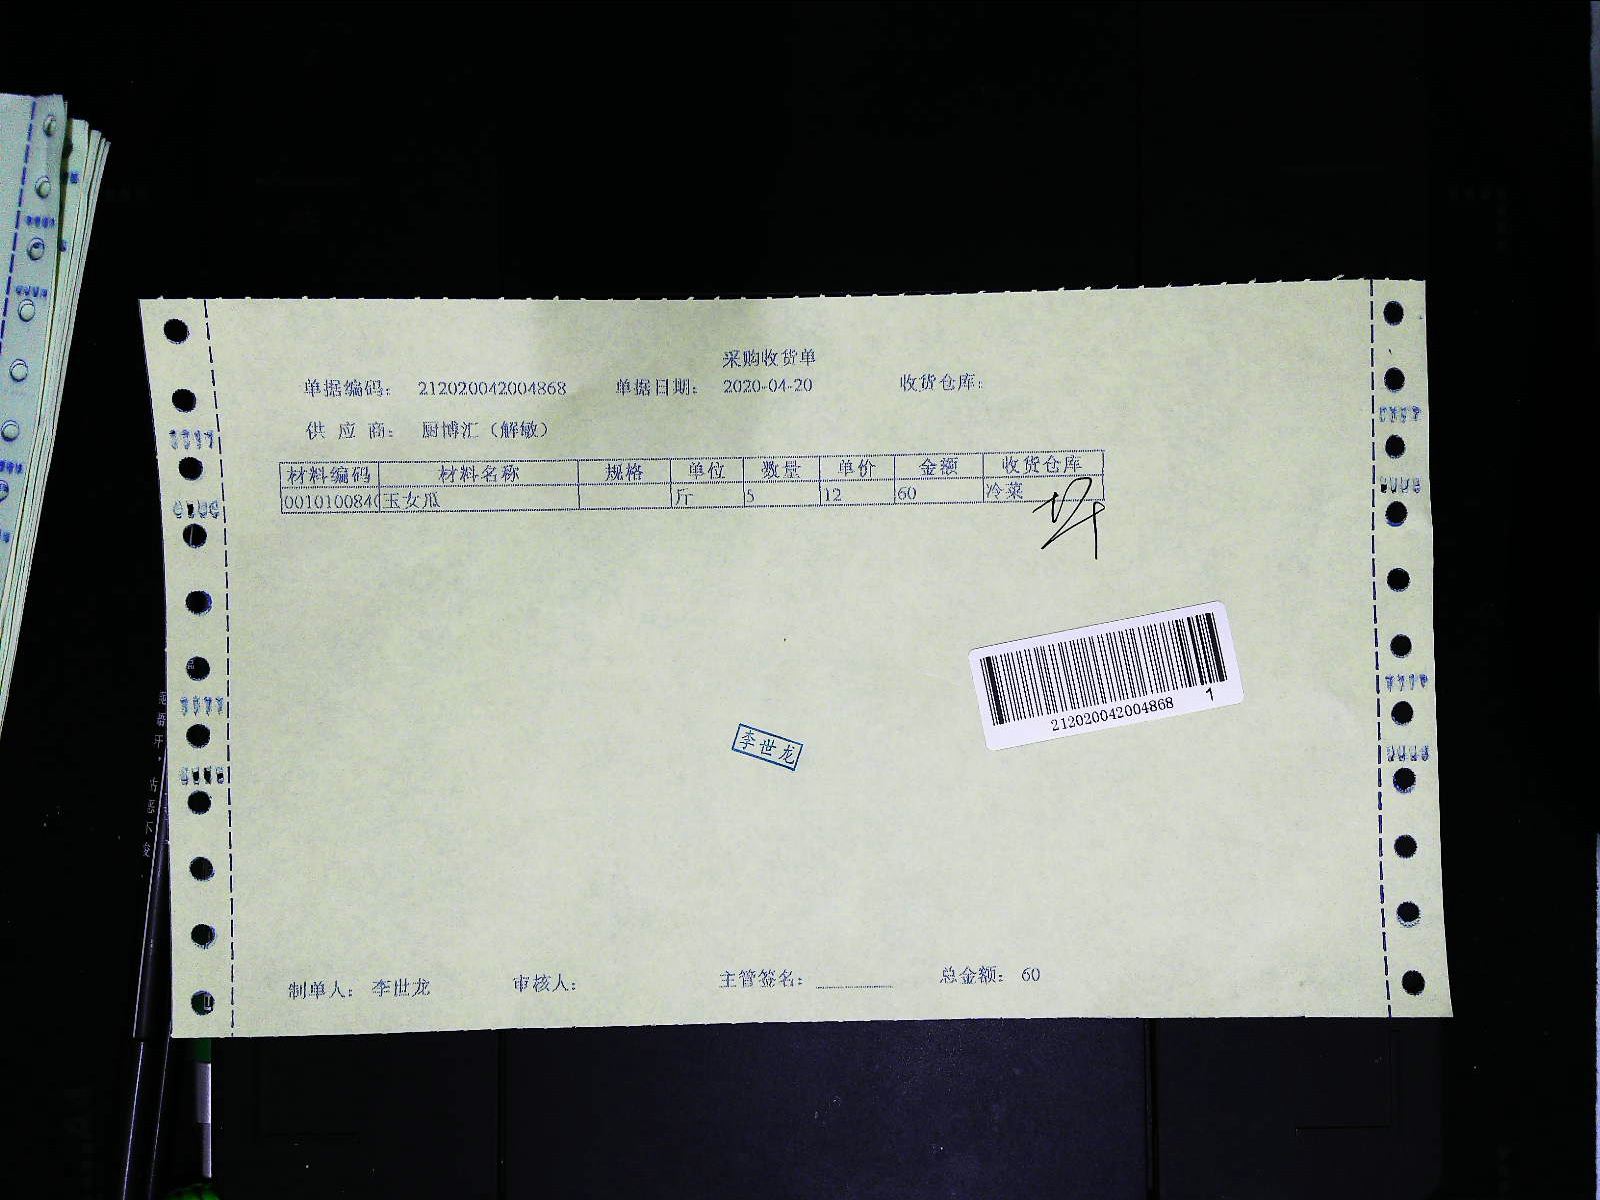 采购收货单
单据编码： 212020042004868 单据日期： 2020-04-20 收货仓库：
供 应 商： 厨博汇（解敏）
材料编码 材料名称 规格 单位 数量 单价 金额 收货仓库
0010100840 玉女瓜 斤 5 12 60 冷菜
212020042004868 1
李世龙
制单人： 李世龙 审核人： 主管签名： 总金额： 60